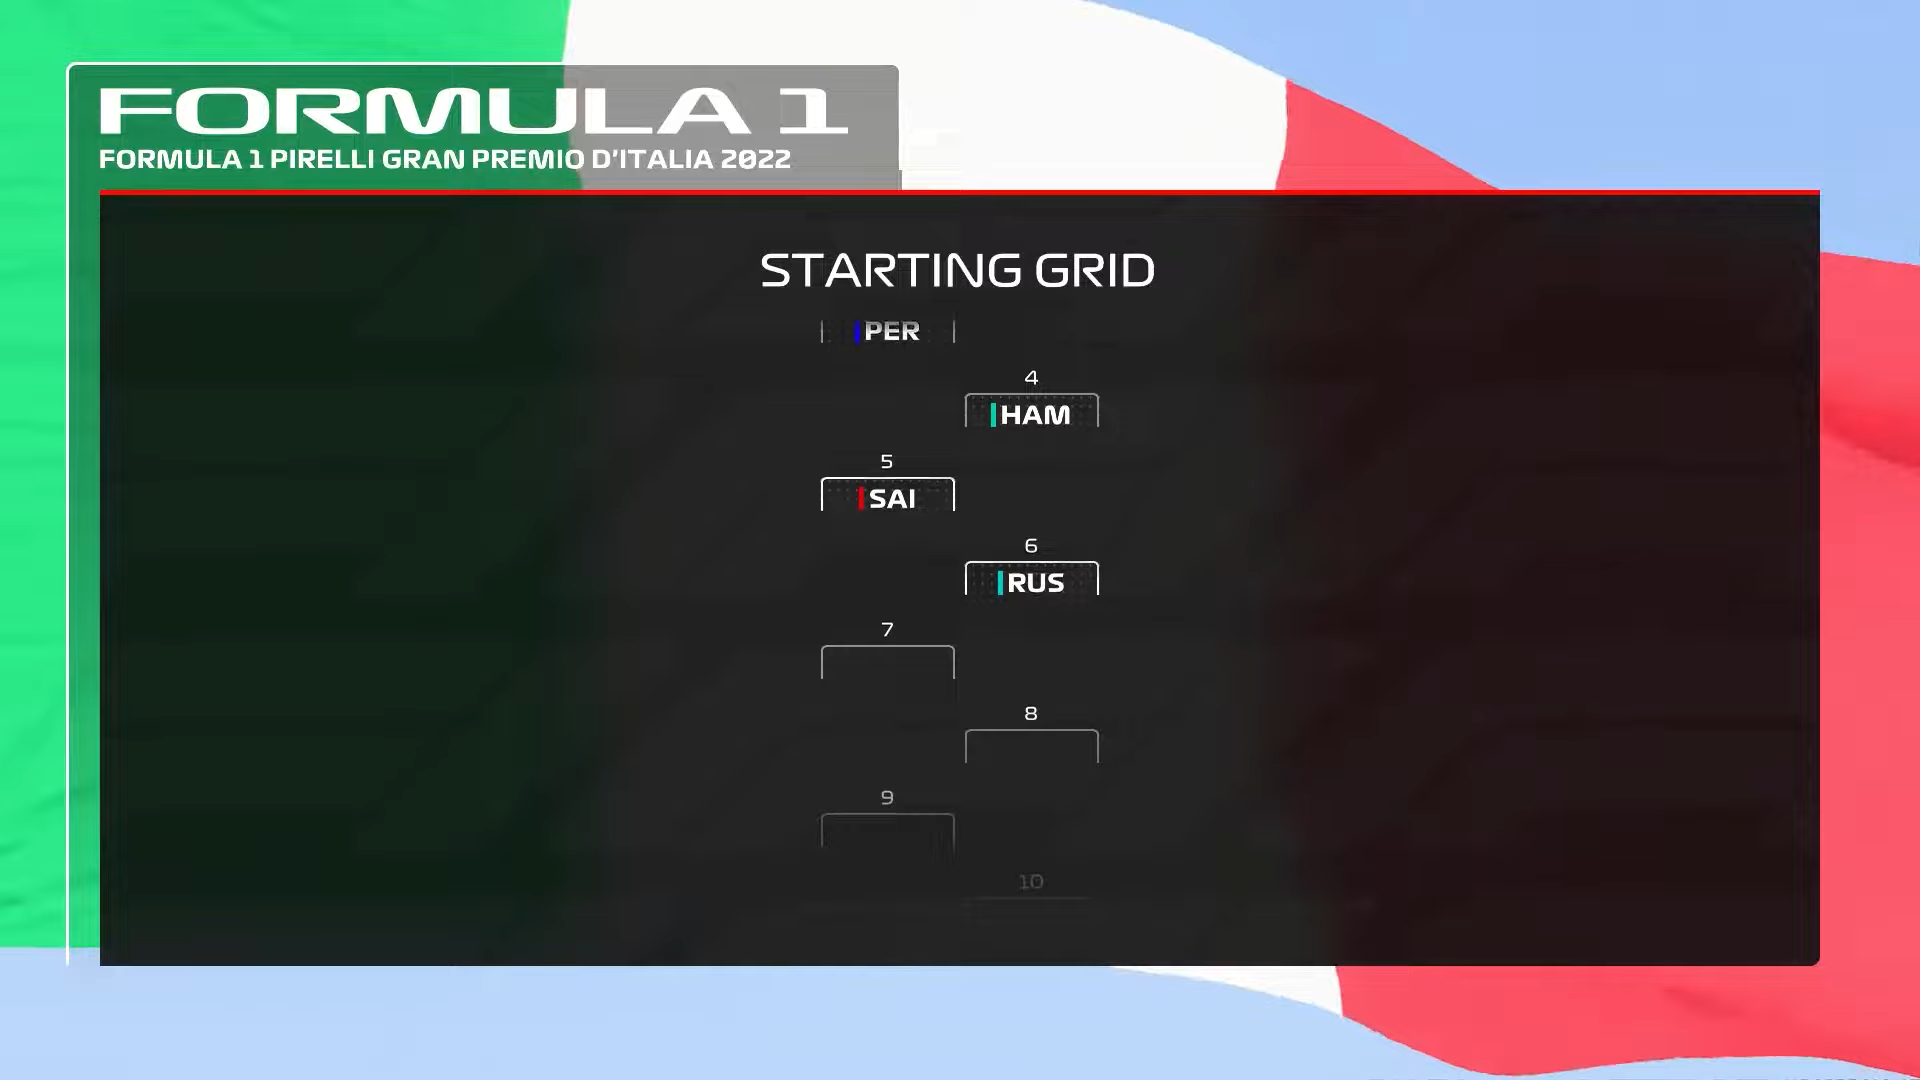 FORMULA 1
FORMULA 1 PIRELLI GRAN PREMIO D'ITALIA 2022
STARTING GRID
PER
4
HAM
5
SAI
6
RUS
7
8
9
10